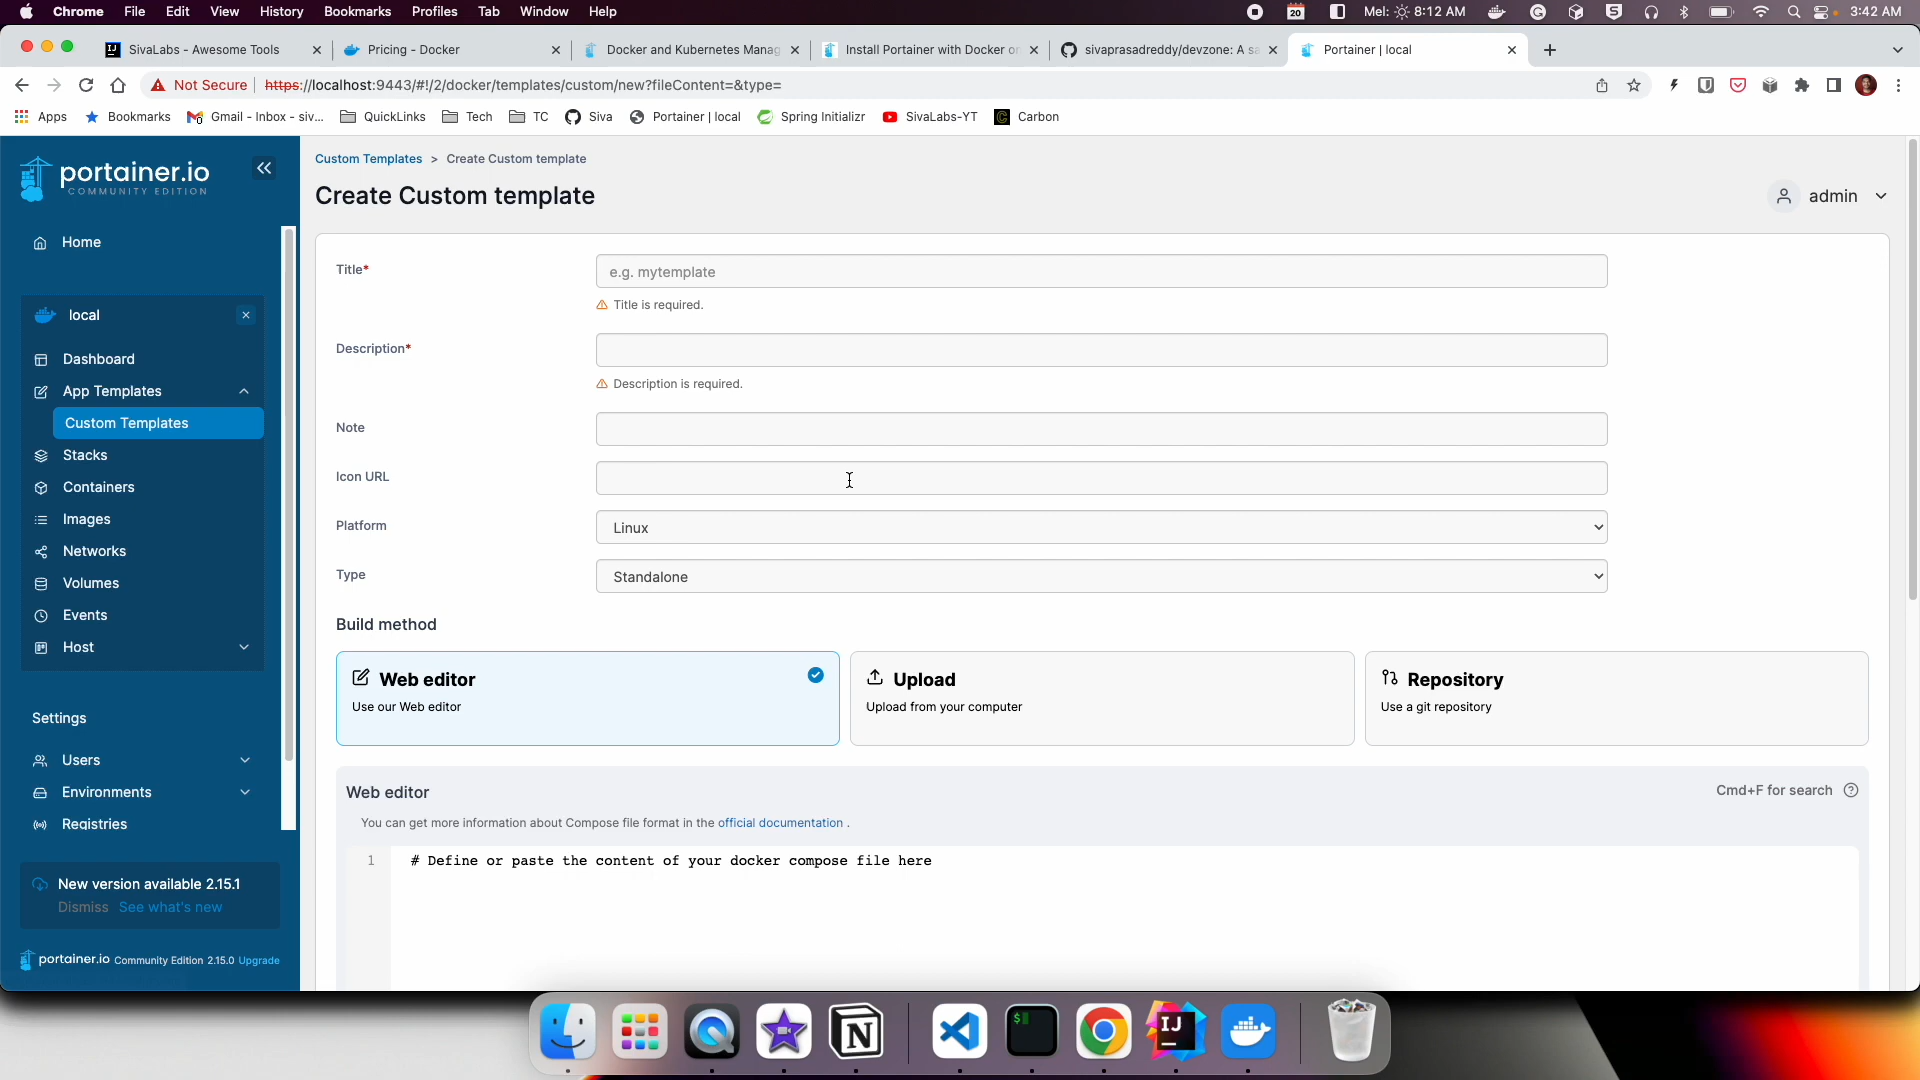 Chrome File Edit View History Bookmarks Profiles Tab Window Help
20 Mel: 8:12 AM 3:42 AM
SivaLabs - Awesome Tools
Pricing - Docker
Docker and Kubernetes Manag
Install Portainer with Docker on
sivaprasadreddy/devzone: A sa
Portainer | local
Not Secure https://localhost:9443/#!/2/docker/templates/custom/new?fileContent=&type=
Apps Bookmarks Gmail - Inbox - siv... QuickLinks Tech TC Siva Portainer | local Spring Initializr SivaLabs-YT Carbon
portainer.io
COMMUNITY EDITION
Home
local
Dashboard
App Templates
Custom Templates
Stacks
Containers
Images
Networks
Volumes
Events
Host
Settings
Users
Environments
Registries
New version available 2.15.1
Dismiss See what's new
portainer.io Community Edition 2.15.0 Upgrade
Custom Templates > Create Custom template
Create Custom template
admin
Title*
e.g. mytemplate
Title is required.
Description*
Description is required.
Note
Icon URL
Platform
Linux
Type
Standalone
Build method
Web editor
Use our Web editor
Upload
Upload from your computer
Repository
Use a git repository
Web editor
Cmd+F for search
You can get more information about Compose file format in the official documentation .
1 # Define or paste the content of your docker compose file here
IJ